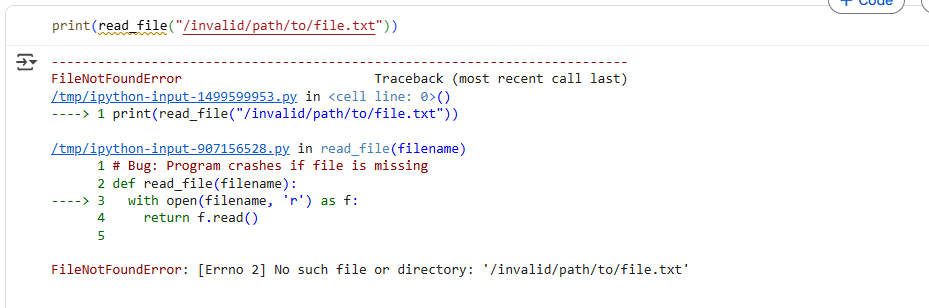 + Code
print(read_file("/invalid/path/to/file.txt"))
---------------------------------------------------------------------------
FileNotFoundError                         Traceback (most recent call last)
/tmp/ipython-input-1499599953.py in <cell line: 0>()
----> 1 print(read_file("/invalid/path/to/file.txt"))
/tmp/ipython-input-907156528.py in read_file(filename)
      1 # Bug: Program crashes if file is missing
      2 def read_file(filename):
----> 3   with open(filename, 'r') as f:
      4     return f.read()
      5
FileNotFoundError: [Errno 2] No such file or directory: '/invalid/path/to/file.txt'